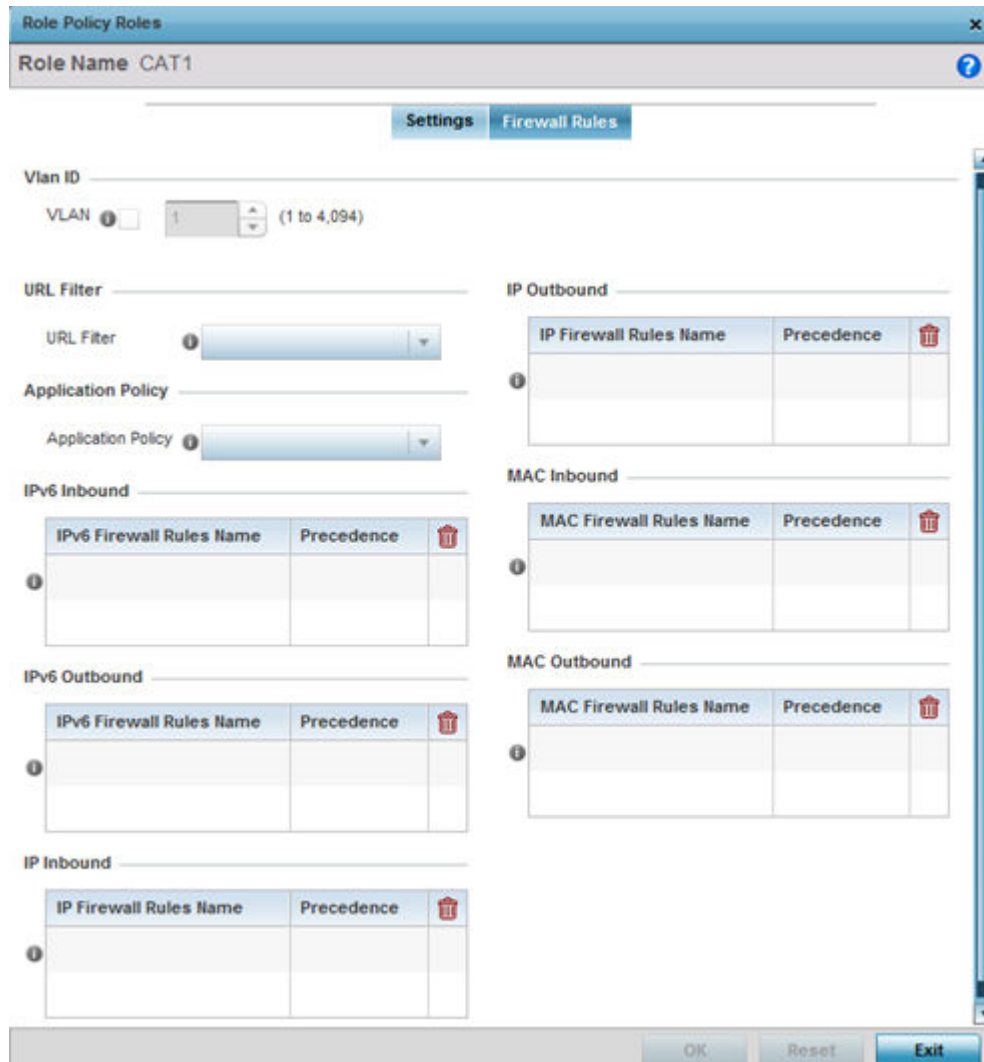 Role Policy Roles
Role Name CAT1
Settings Firewall Rules
Vlan ID
VLAN 1 (1 to 4,094)
URL Filter
URL Filter
Application Policy
Application Policy
IPv6 Inbound
IPv6 Firewall Rules Name Precedence
IPv6 Outbound
IPv6 Firewall Rules Name Precedence
IP Inbound
IP Firewall Rules Name Precedence
IP Outbound
IP Firewall Rules Name Precedence
MAC Inbound
MAC Firewall Rules Name Precedence
MAC Outbound
MAC Firewall Rules Name Precedence
OK Reset Exit